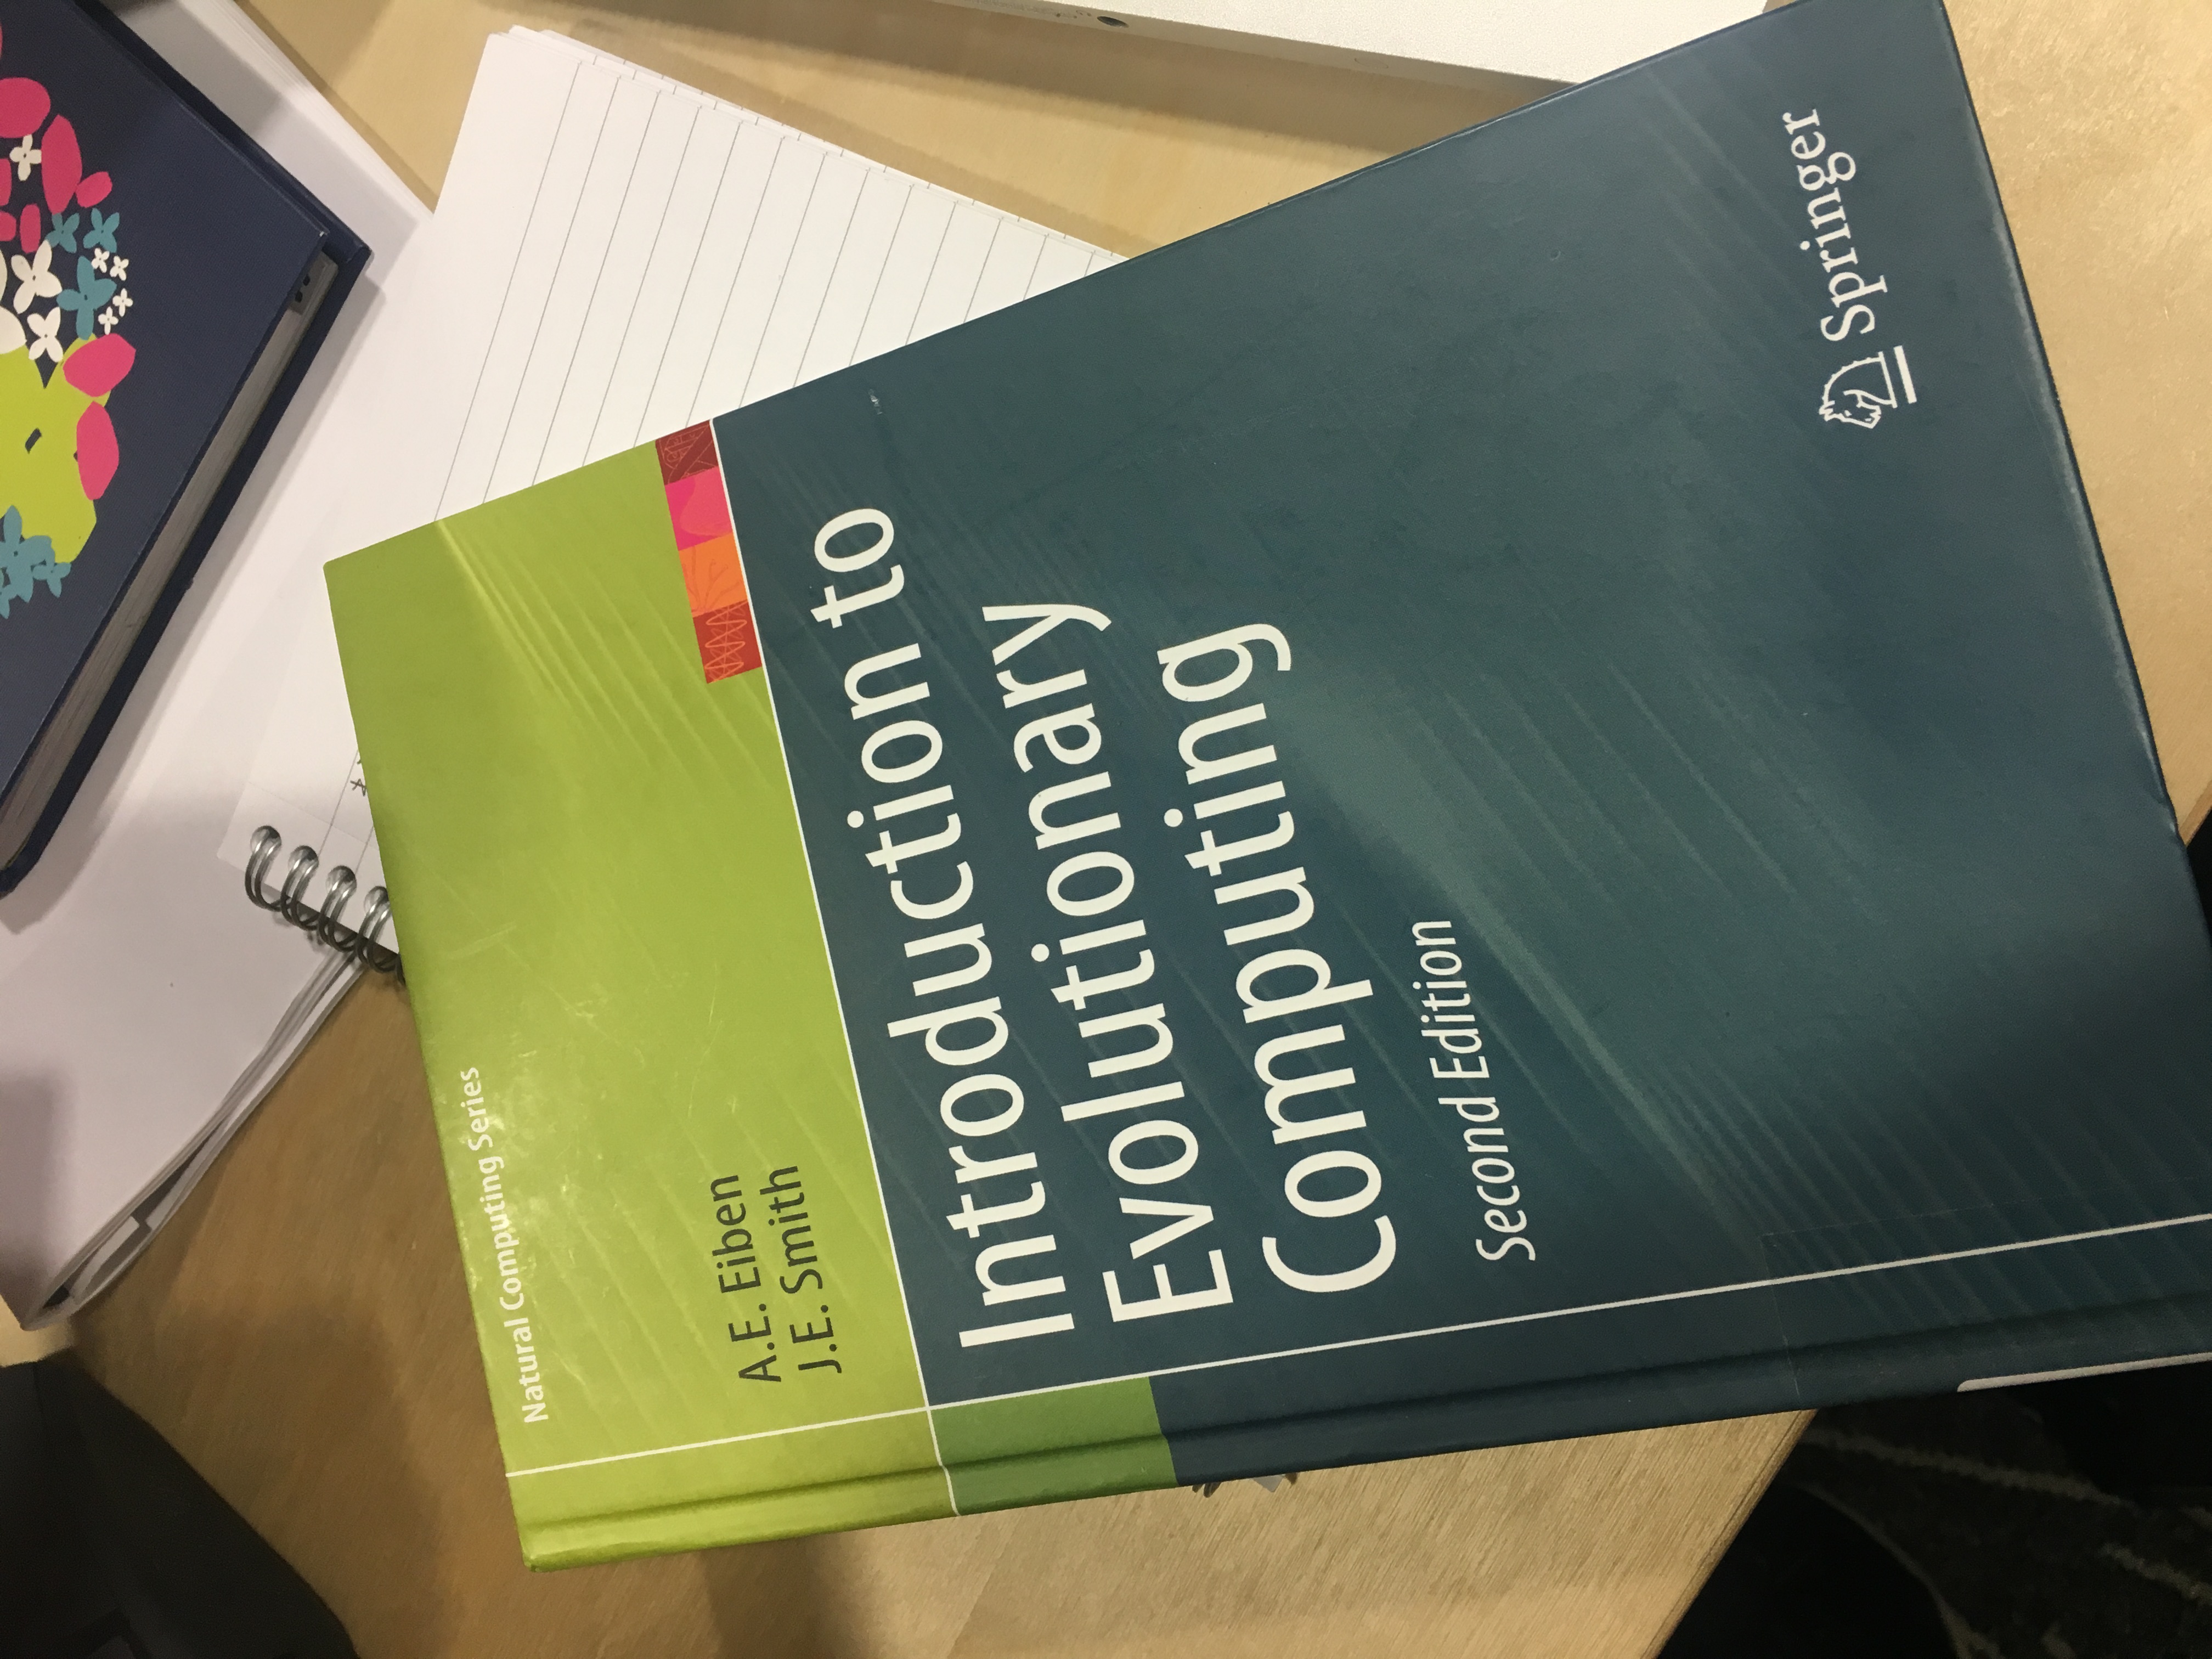 Natural Computing Series
A.E. Eiben
J.E. Smith
Introduction to
Evolutionary
Computing
Second Edition
Springer